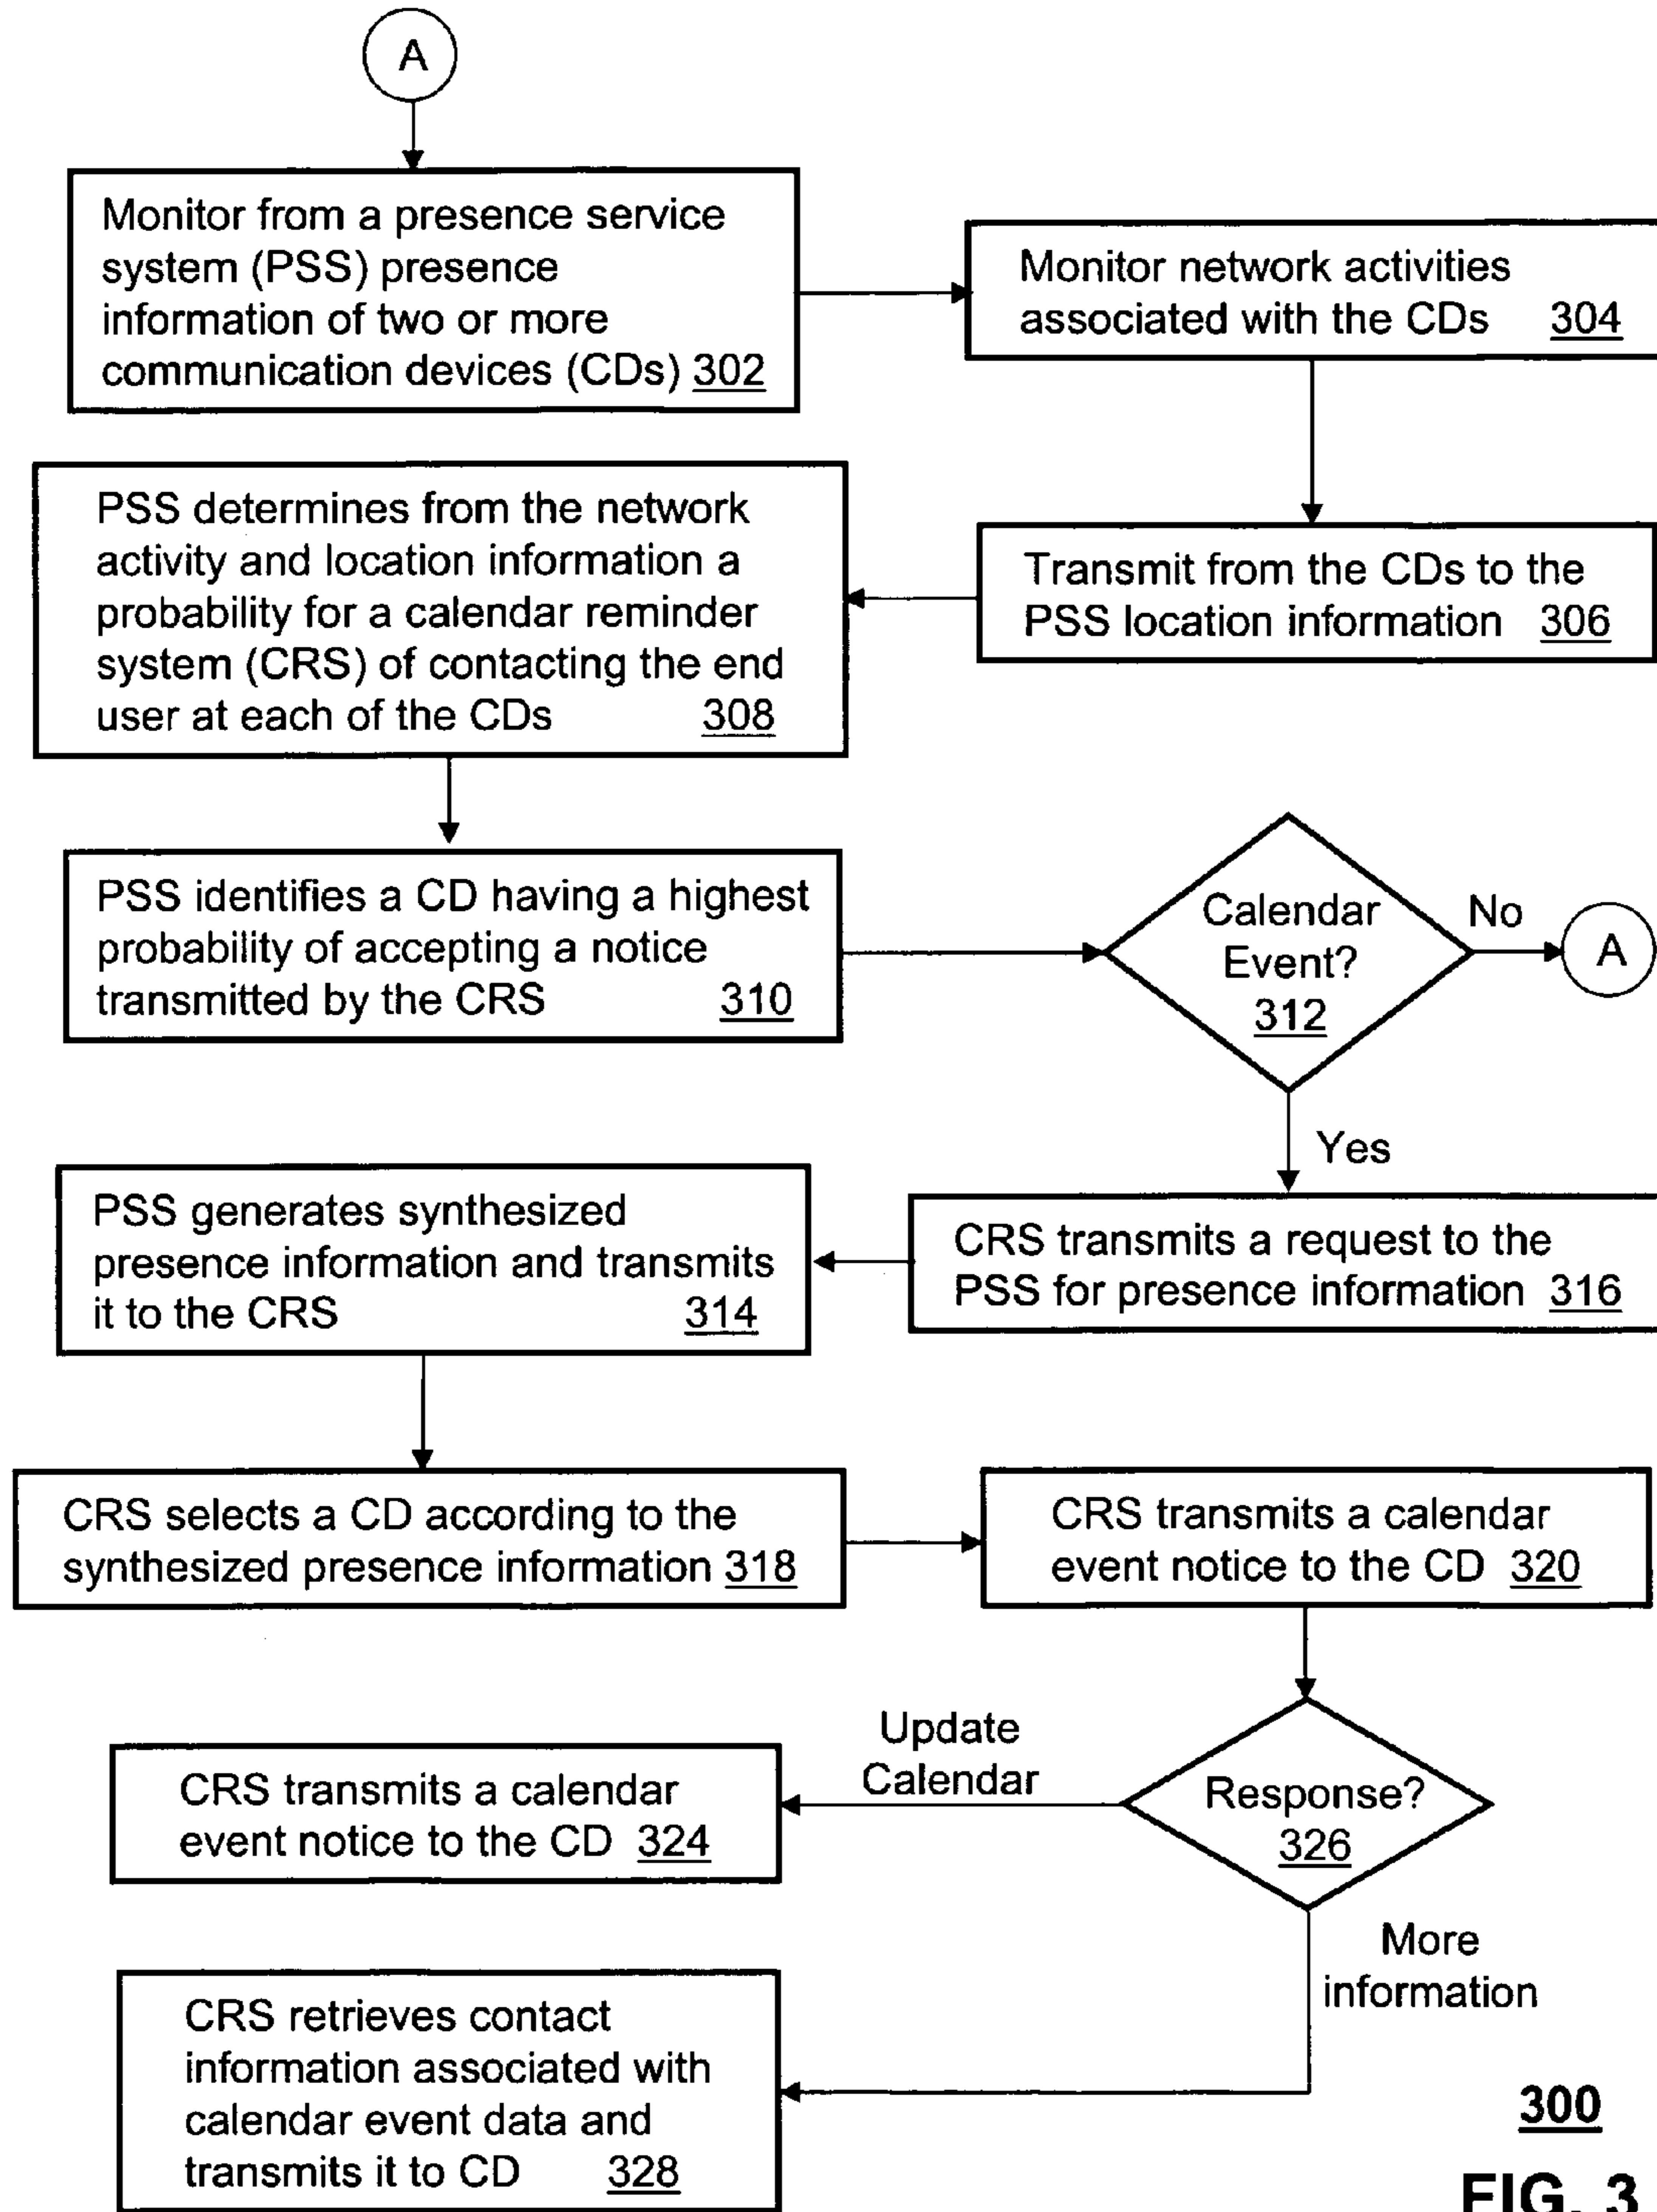 A
Monitor from a presence service
system (PSS) presence
information of two or more
communication devices (CDs) 302
Monitor network activities
associated with the CDs 304
Transmit from the CDs to the
PSS location information 306
PSS determines from the network
activity and location information a
probability for a calendar reminder
system (CRS) of contacting the end
user at each of the CDs 308
PSS identifies a CD having a highest
probability of accepting a notice
transmitted by the CRS 310
Calendar
Event?
312
No
A
Yes
CRS transmits a request to the
PSS for presence information 316
PSS generates synthesized
presence information and transmits
it to the CRS 314
CRS selects a CD according to the
synthesized presence information 318
CRS transmits a calendar
event notice to the CD 320
Response?
326
Update
Calendar
CRS transmits a calendar
event notice to the CD 324
More
information
CRS retrieves contact
information associated with
calendar event data and
transmits it to CD 328
300
FIG. 3